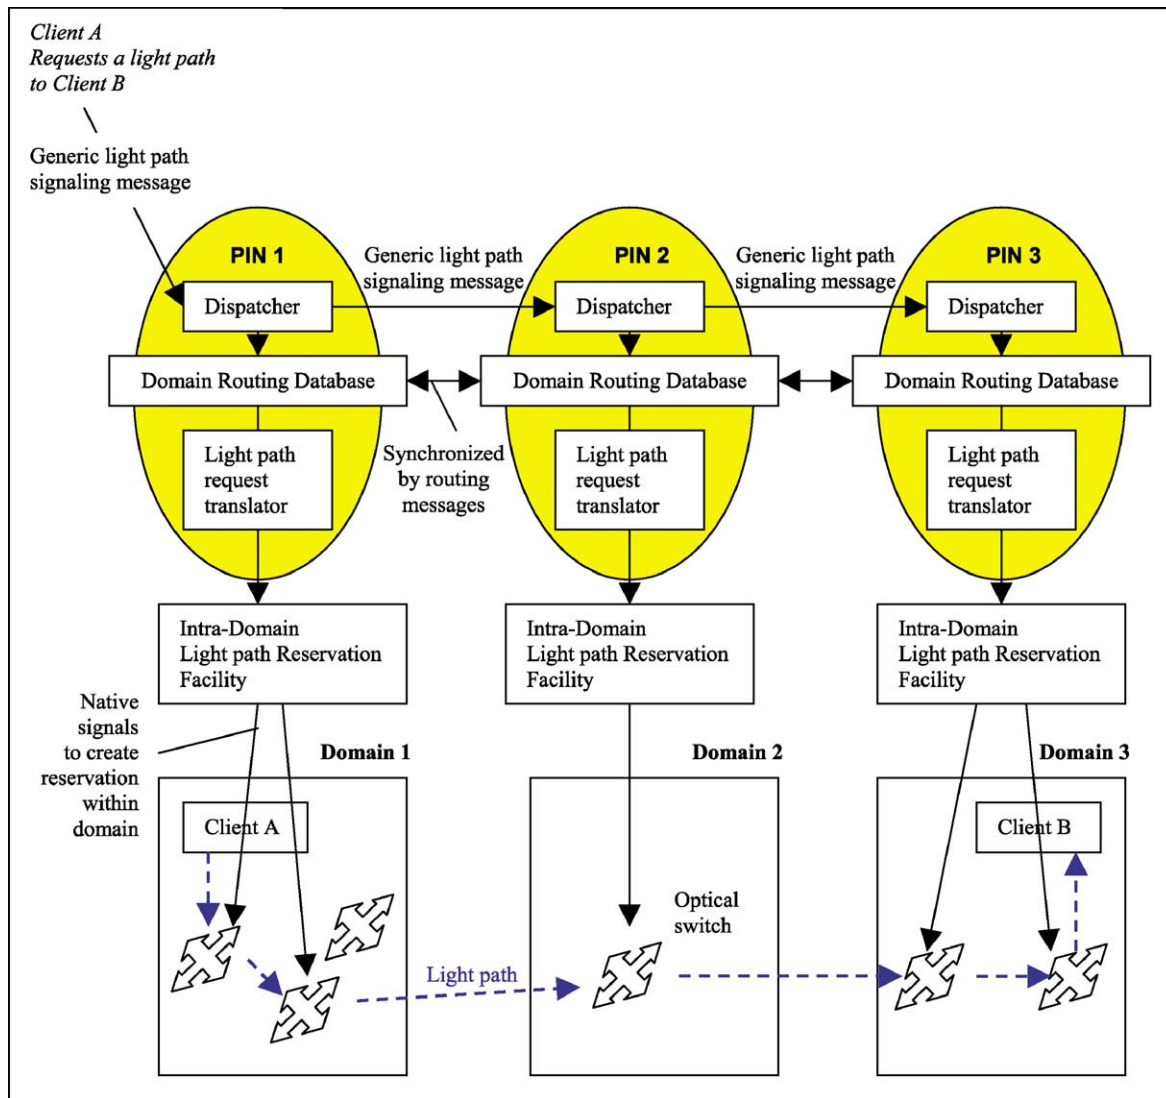 Client A
Requests a light path
to Client B
Generic light path
signaling message
PIN 1
Generic light path
signaling message
PIN 2
Generic light path
signaling message
PIN 3
Dispatcher
Dispatcher
Dispatcher
Domain Routing Database
Domain Routing Database
Domain Routing Database
Light path
request
translator
Synchronized
by routing
messages
Light path
request
translator
Light path
request
translator
Intra-Domain
Light path Reservation
Facility
Intra-Domain
Light path Reservation
Facility
Intra-Domain
Light path Reservation
Facility
Native
signals
to create
reservation
within
domain
Domain 1
Domain 2
Domain 3
Client A
Client B
Optical
switch
Light path